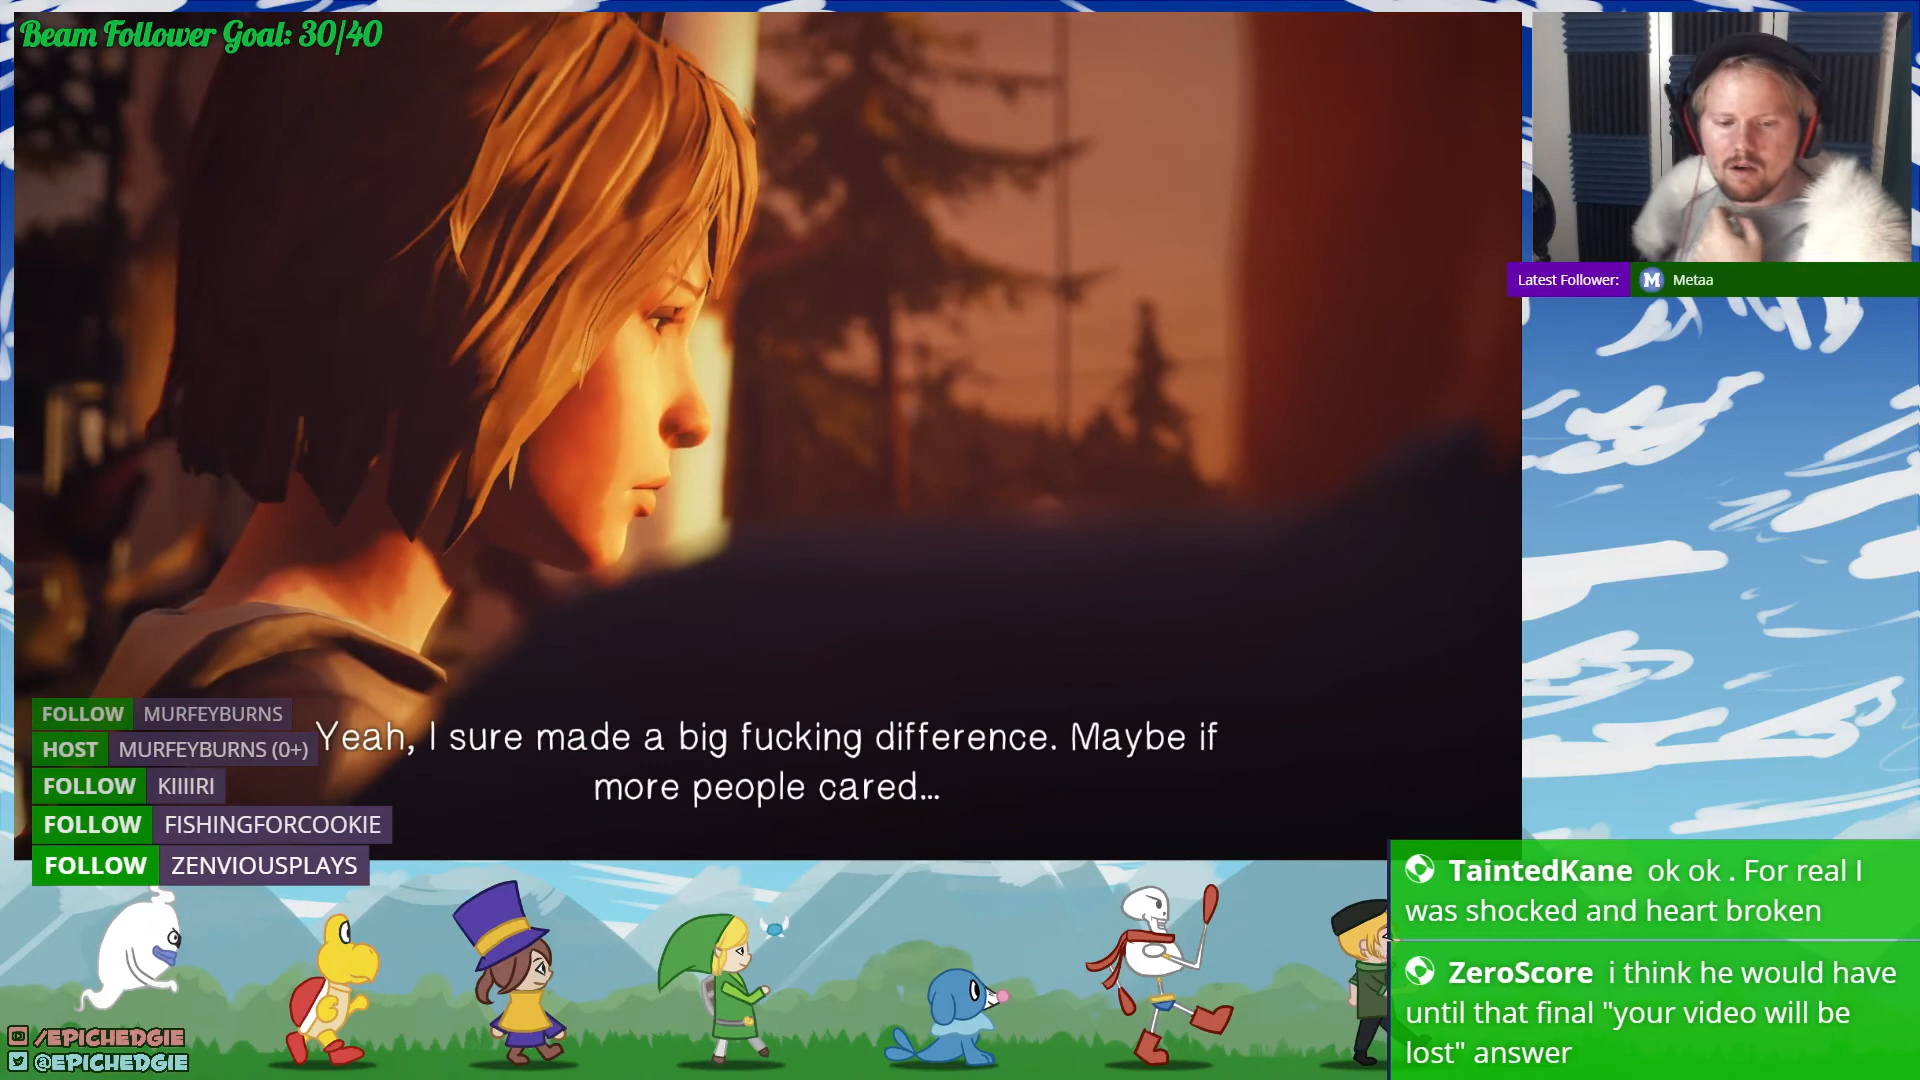 Beam Follower Goal: 30/40
Latest Follower: M Metaa
FOLLOW MURFEYBURNS
HOST MURFEYBURNS (0+)
FOLLOW KIIIIRI
FOLLOW FISHINGFORCOOKIE
FOLLOW ZENVIOUSPLAYS
Yeah, I sure made a big fucking difference. Maybe if
more people cared...
TaintedKane ok ok . For real I
was shocked and heart broken
ZeroScore i think he would have
until that final "your video will be
lost" answer
/EPICHEDGIE
@EPICHEDGIE